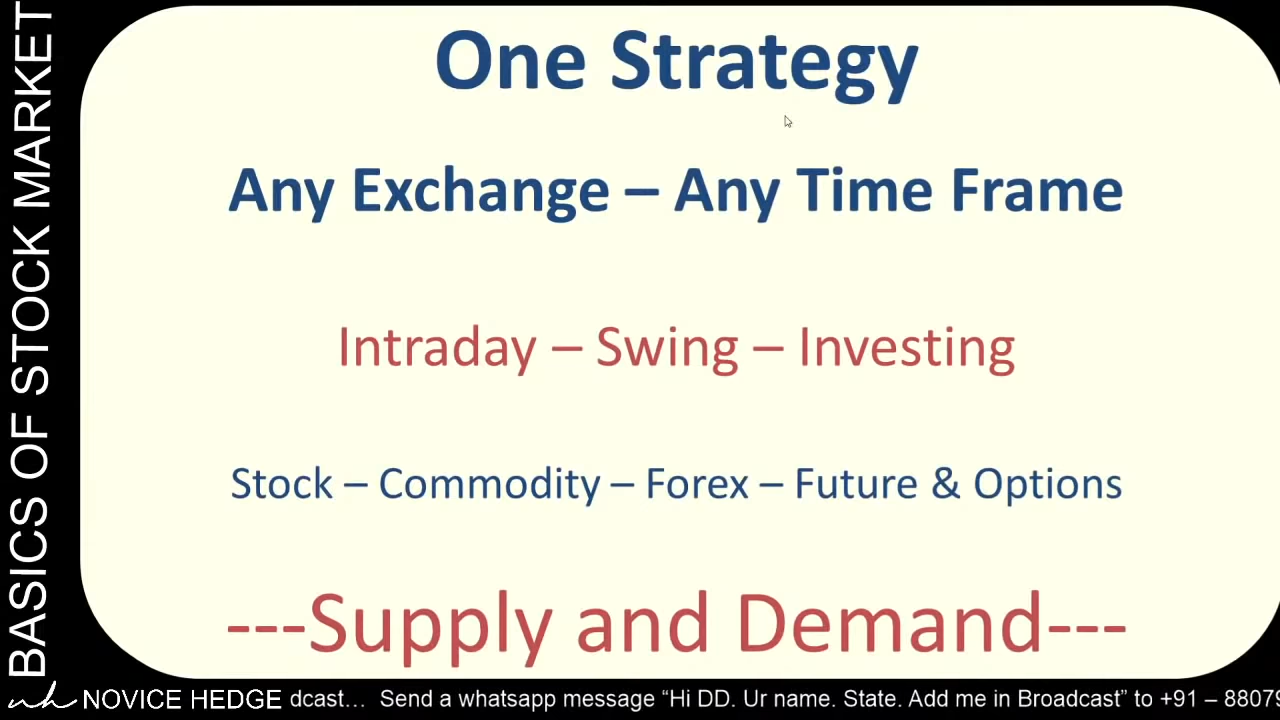 BASICS OF STOCK MARKET
One Strategy
Any Exchange – Any Time Frame
Intraday – Swing – Investing
Stock – Commodity – Forex – Future & Options
---Supply and Demand---
nh NOVICE HEDGE dcast... Send a whatsapp message “Hi DD. Ur name. State. Add me in Broadcast” to +91 – 8807